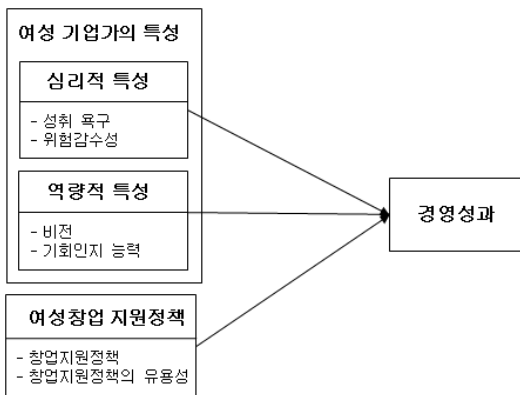 여성 기업가의 특성
심리적 특성
- 성취 욕구
- 위험감수성
역량적 특성
- 비전
- 기회인지 능력
경영성과
여성창업 지원정책
- 창업지원정책
- 창업지원정책의 유용성